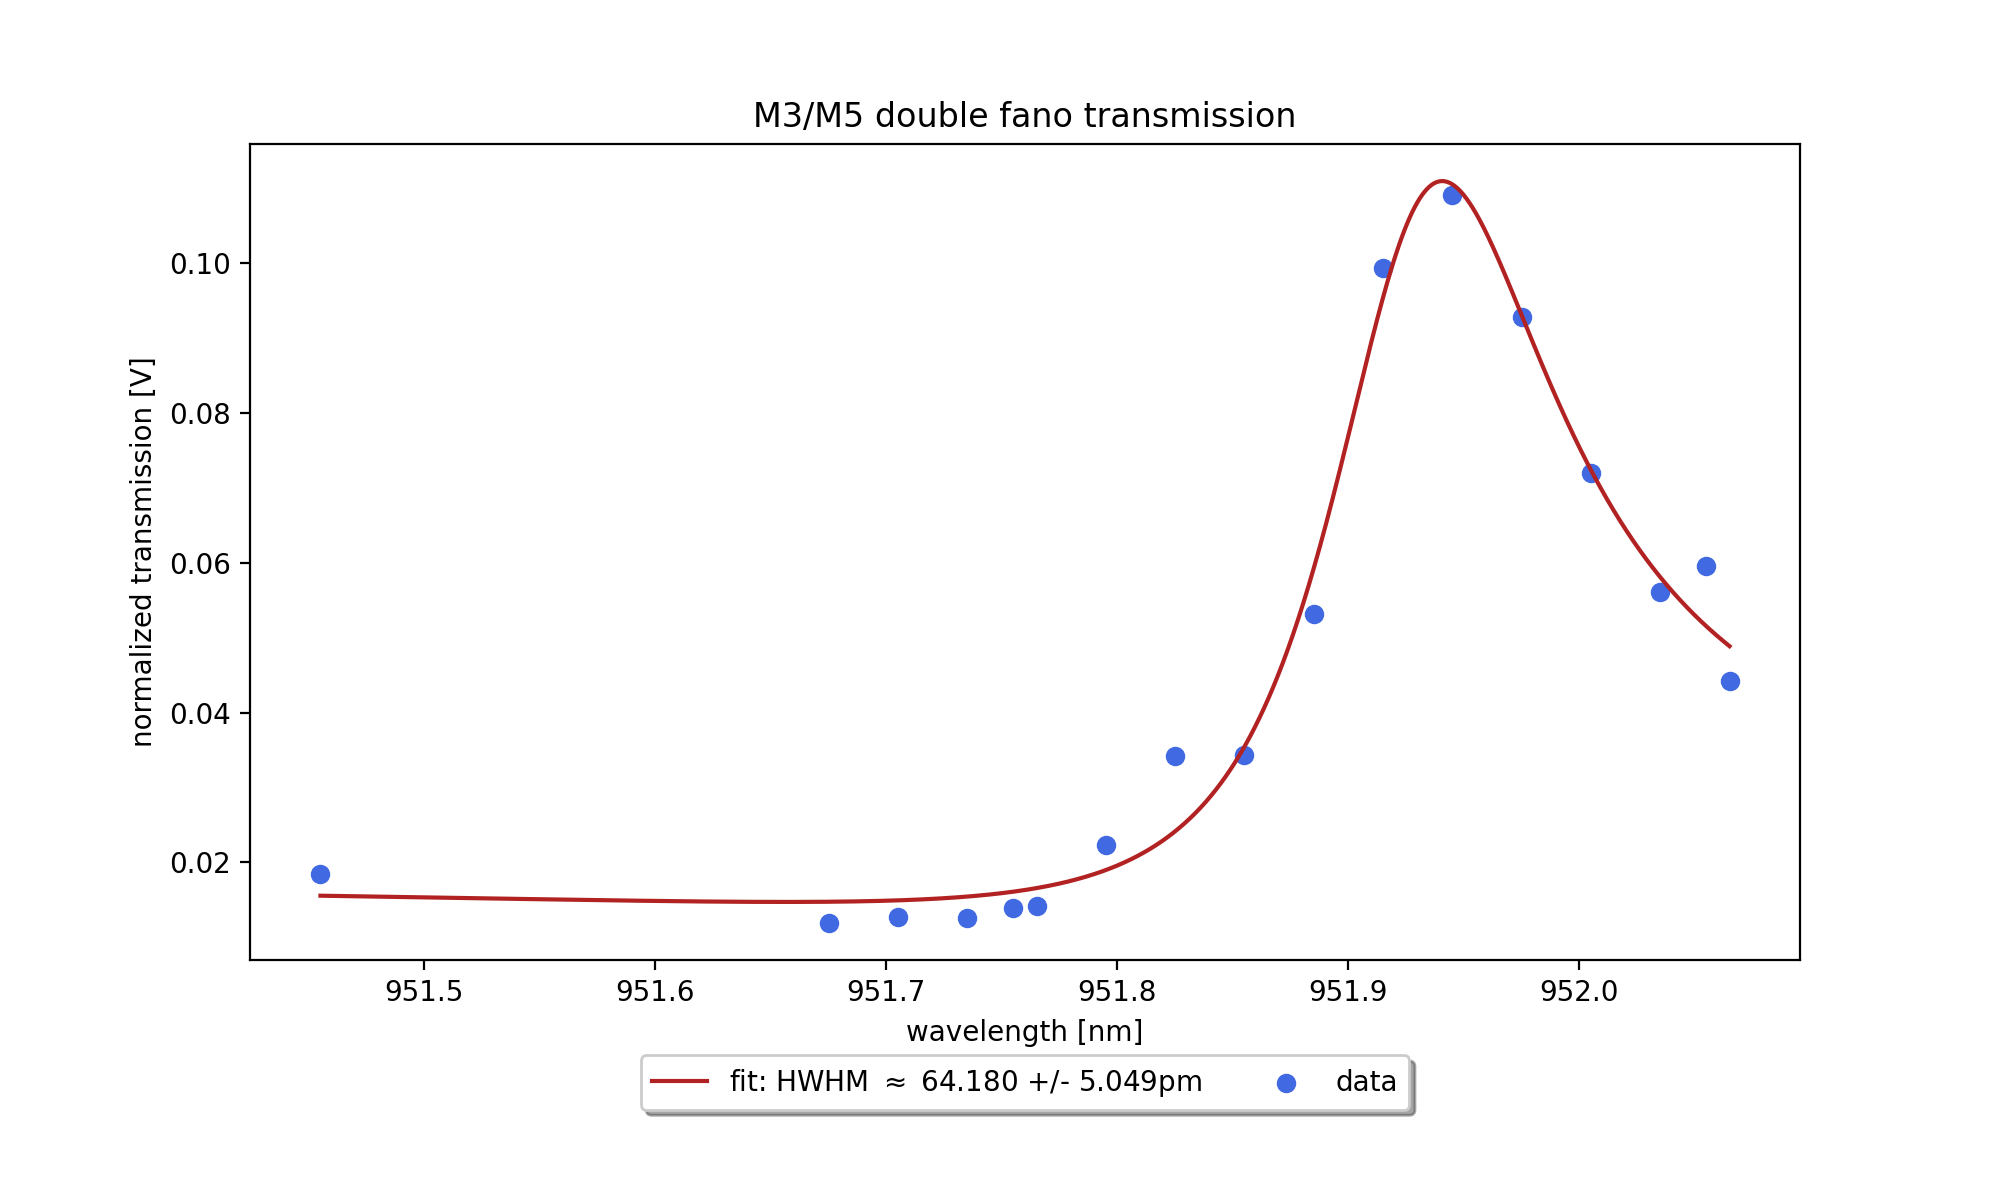 M3/M5 double fano transmission
normalized transmission [V]
0.10
0.08
0.06
0.04
0.02
951.5 951.6 951.7 951.8 951.9 952.0
wavelength [nm]
fit: HWHM ≈ 64.180 +/- 5.049pm data